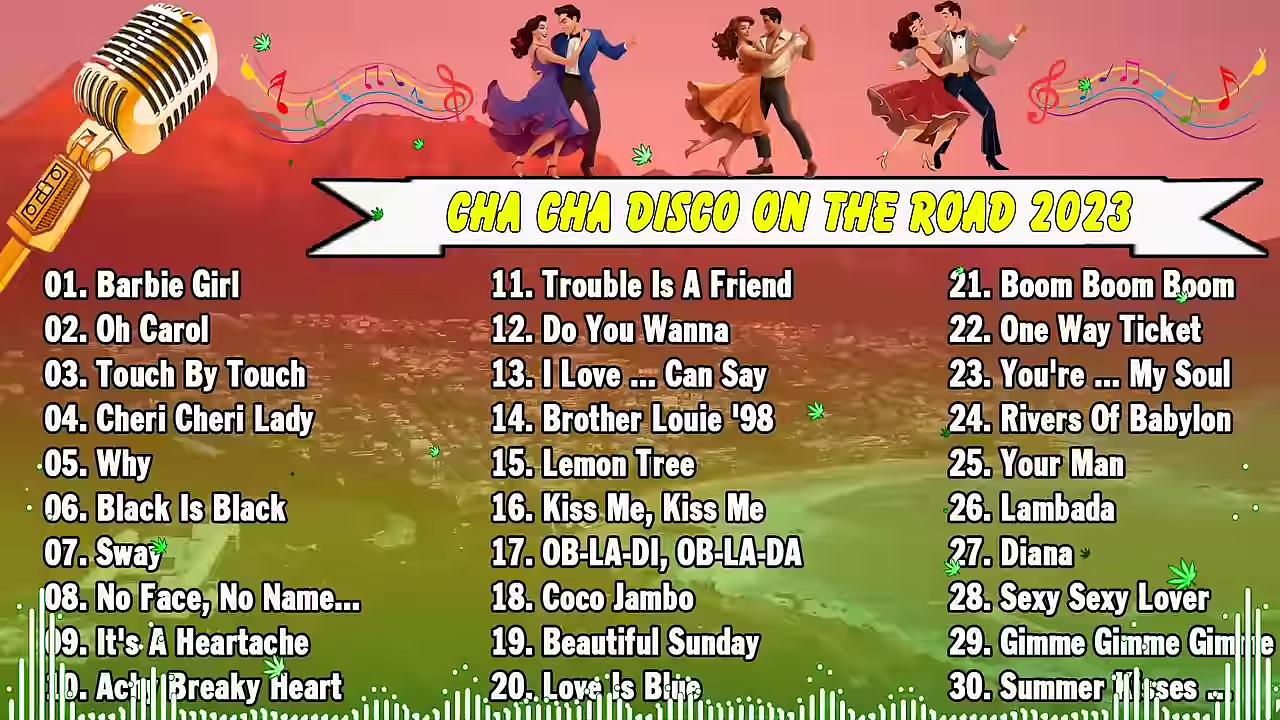 CHA CHA DISCO ON THE ROAD 2023
01. Barbie Girl
02. Oh Carol
03. Touch By Touch
04. Cheri Cheri Lady
05. Why
06. Black Is Black
07. Sway
08. No Face, No Name...
09. It's A Heartache
10. Achy Breaky Heart
11. Trouble Is A Friend
12. Do You Wanna
13. I Love ... Can Say
14. Brother Louie '98
15. Lemon Tree
16. Kiss Me, Kiss Me
17. OB-LA-DI, OB-LA-DA
18. Coco Jambo
19. Beautiful Sunday
20. Love Is Blue
21. Boom Boom Boom
22. One Way Ticket
23. You're ... My Soul
24. Rivers Of Babylon
25. Your Man
26. Lambada
27. Diana
28. Sexy Sexy Lover
29. Gimme Gimme Gimme
30. Summer Kisses ...